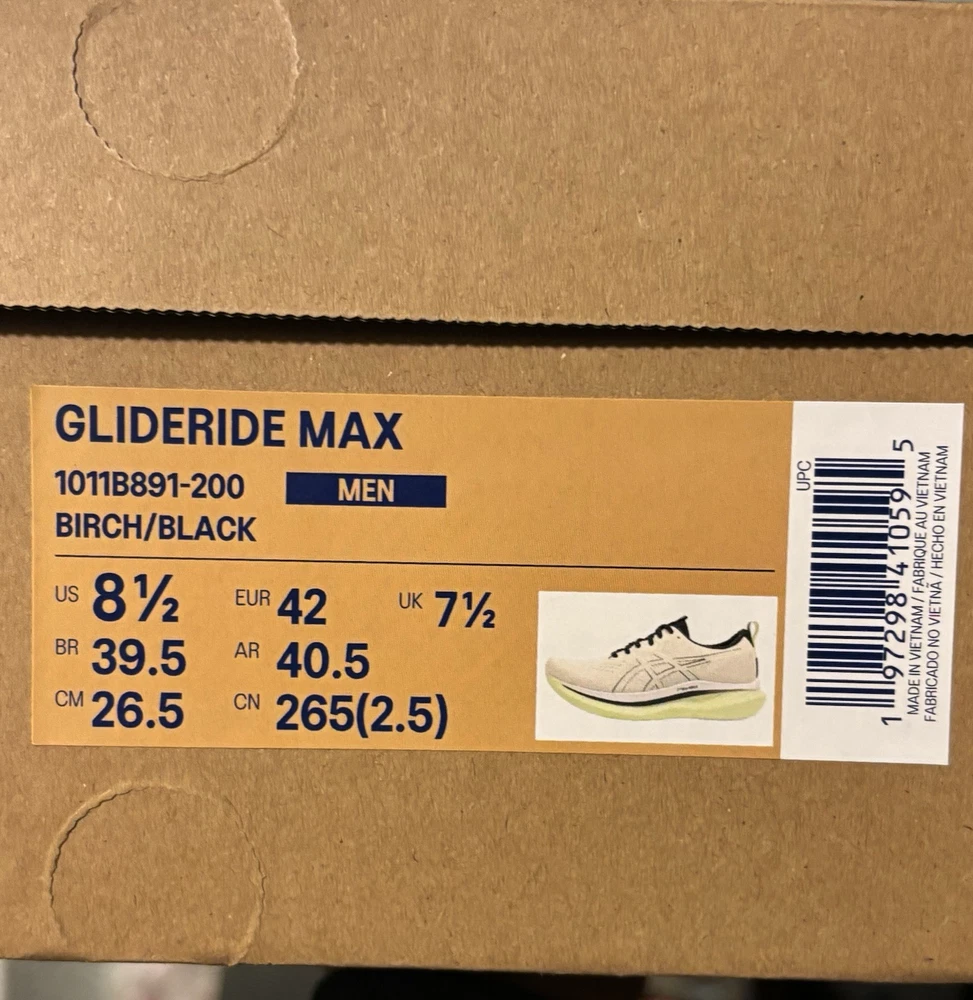 GLIDERIDE MAX
1011B891-200 MEN
BIRCH/BLACK
US 8½ EUR 42 UK 7½
BR 39.5 AR 40.5
CM 26.5 CN 265(2.5)
UPC
1 97298 41059 5
MADE IN VIETNAM / FABRIQUE AU VIETNAM
FABRICADO NO VIETNÃ / HECHO EN VIETNAM